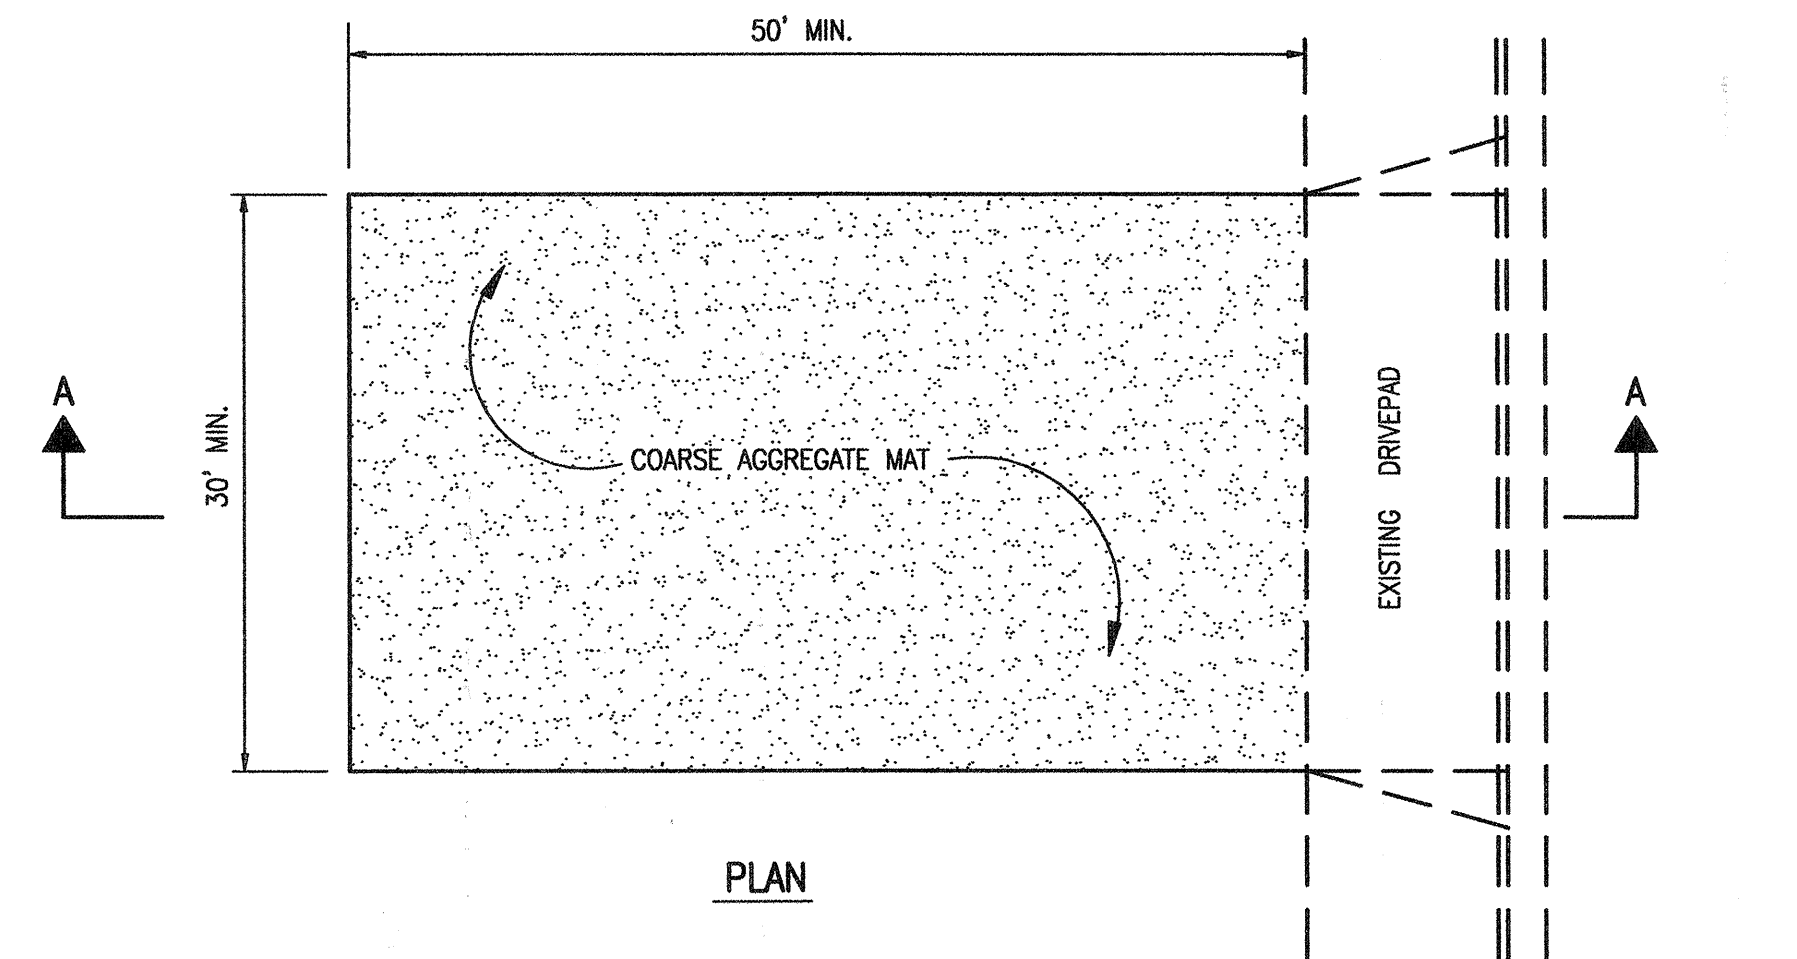 50' MIN.
A
30' MIN.
COARSE AGGREGATE MAT
EXISTING DRIVEPAD
A
PLAN